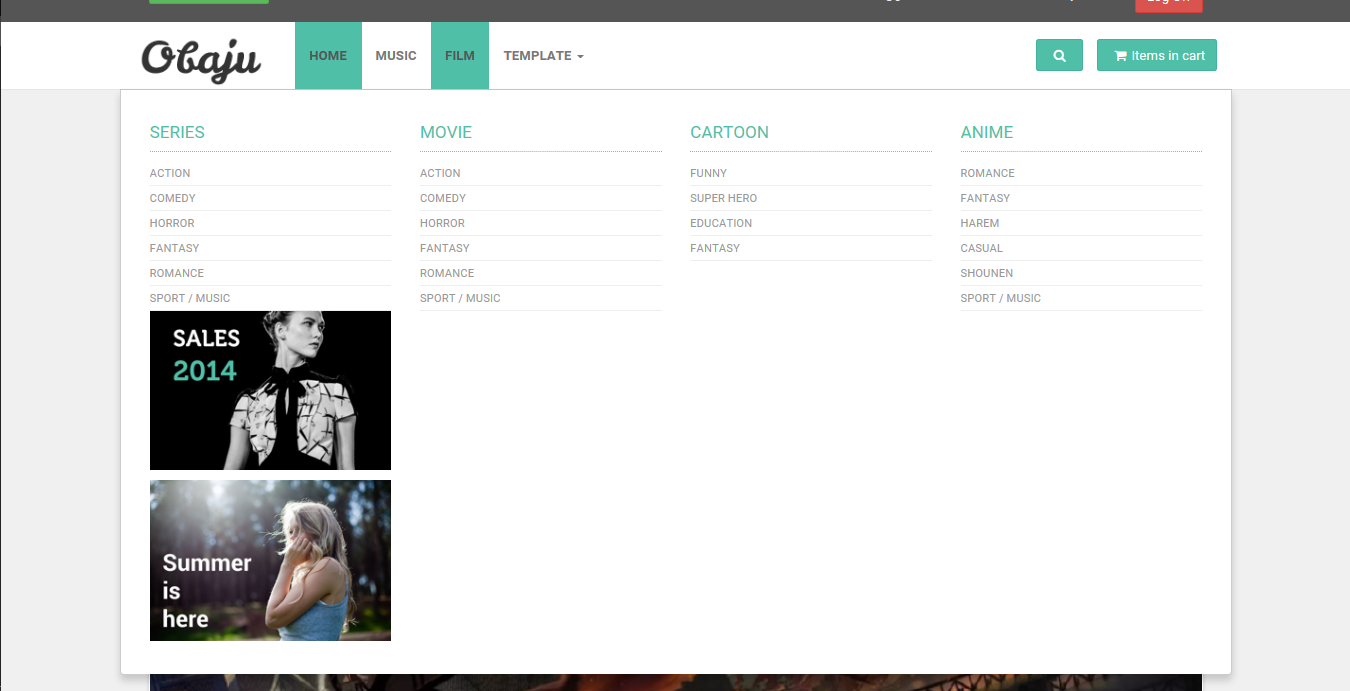 Obaju
HOME
MUSIC
FILM
TEMPLATE
Items in cart
SERIES
ACTION
COMEDY
HORROR
FANTASY
ROMANCE
SPORT / MUSIC
SALES
2014
Summer
is
here
MOVIE
ACTION
COMEDY
HORROR
FANTASY
ROMANCE
SPORT / MUSIC
CARTOON
FUNNY
SUPER HERO
EDUCATION
FANTASY
ANIME
ROMANCE
FANTASY
HAREM
CASUAL
SHOUNEN
SPORT / MUSIC